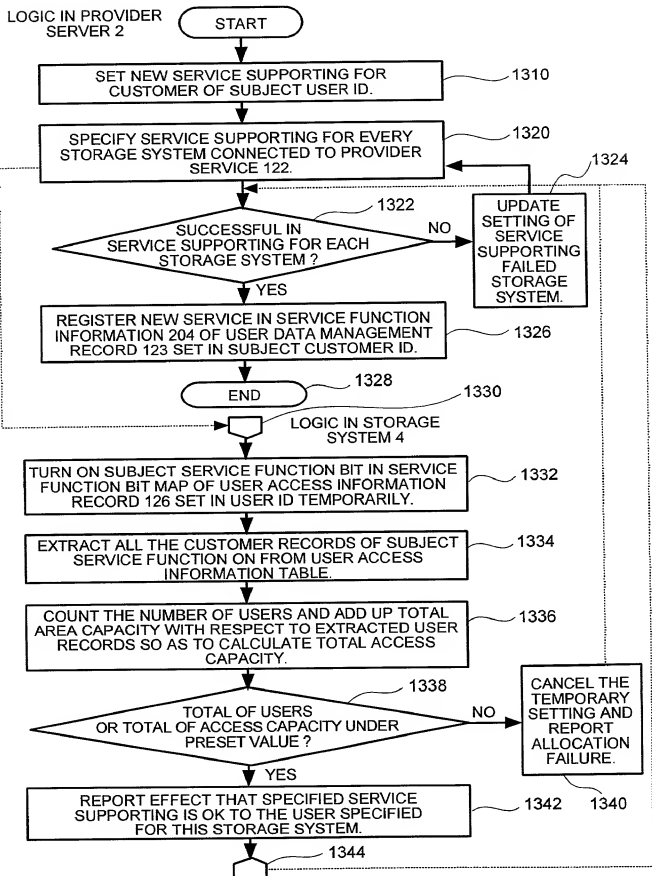 LOGIC IN PROVIDER
SERVER 2
START
SET NEW SERVICE SUPPORTING FOR
CUSTOMER OF SUBJECT USER ID.
1310
SPECIFY SERVICE SUPPORTING FOR EVERY
STORAGE SYSTEM CONNECTED TO PROVIDER
SERVICE 122.
1320
1324
UPDATE
SETTING OF
SERVICE
SUPPORTING
FAILED
STORAGE
SYSTEM.
1322
SUCCESSFUL IN
SERVICE SUPPORTING FOR EACH
STORAGE SYSTEM ?
NO
YES
REGISTER NEW SERVICE IN SERVICE FUNCTION
INFORMATION 204 OF USER DATA MANAGEMENT
RECORD 123 SET IN SUBJECT CUSTOMER ID.
1326
END
1328
1330
LOGIC IN STORAGE
SYSTEM 4
TURN ON SUBJECT SERVICE FUNCTION BIT IN SERVICE
FUNCTION BIT MAP OF USER ACCESS INFORMATION
RECORD 126 SET IN USER ID TEMPORARILY.
1332
EXTRACT ALL THE CUSTOMER RECORDS OF SUBJECT
SERVICE FUNCTION ON FROM USER ACCESS
INFORMATION TABLE.
1334
COUNT THE NUMBER OF USERS AND ADD UP TOTAL
AREA CAPACITY WITH RESPECT TO EXTRACTED USER
RECORDS SO AS TO CALCULATE TOTAL ACCESS
CAPACITY.
1336
1338
TOTAL OF USERS
OR TOTAL OF ACCESS CAPACITY UNDER
PRESET VALUE ?
NO
YES
CANCEL THE
TEMPORARY
SETTING AND
REPORT
ALLOCATION
FAILURE.
1340
REPORT EFFECT THAT SPECIFIED SERVICE
SUPPORTING IS OK TO THE USER SPECIFIED
FOR THIS STORAGE SYSTEM.
1342
1344